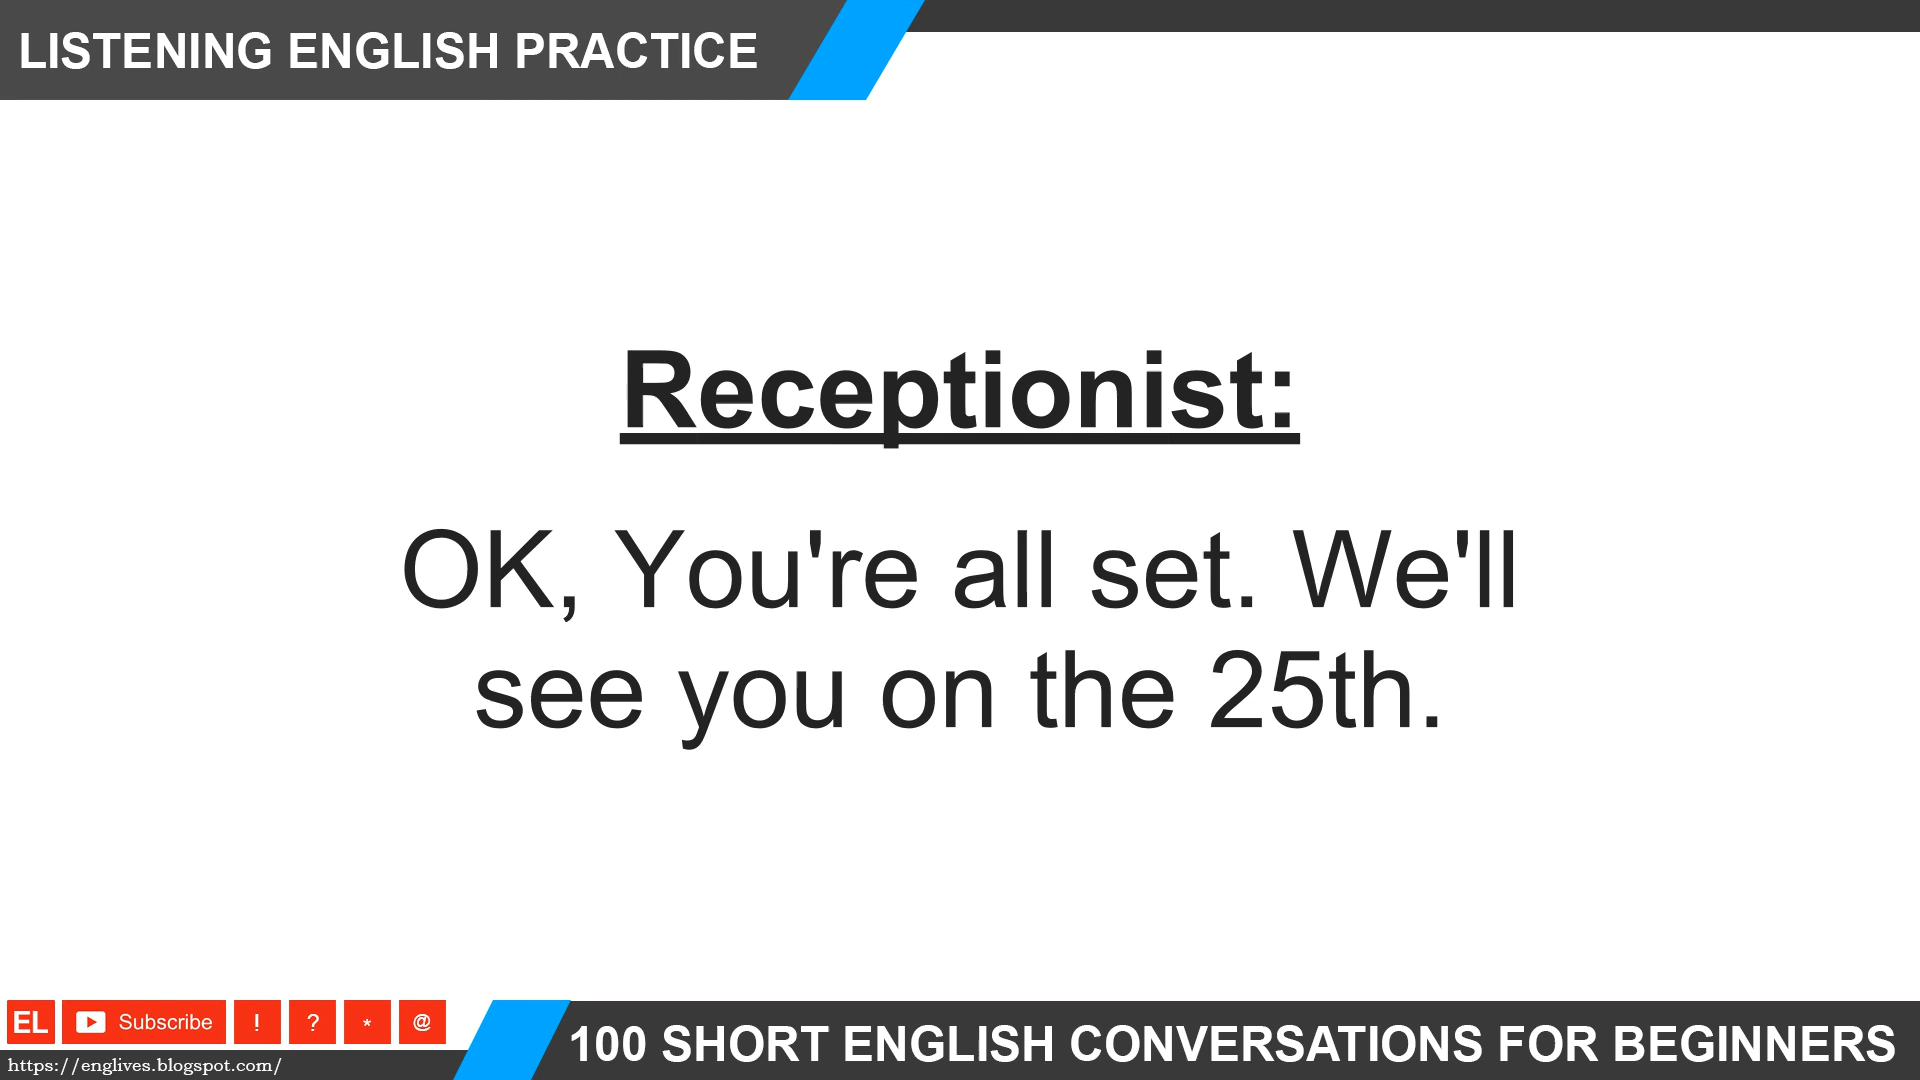 LISTENING ENGLISH PRACTICE
Receptionist:
OK, You're all set. We'll
see you on the 25th.
EL Subscribe ! ? * @
https://englives.blogspot.com/
100 SHORT ENGLISH CONVERSATIONS FOR BEGINNERS